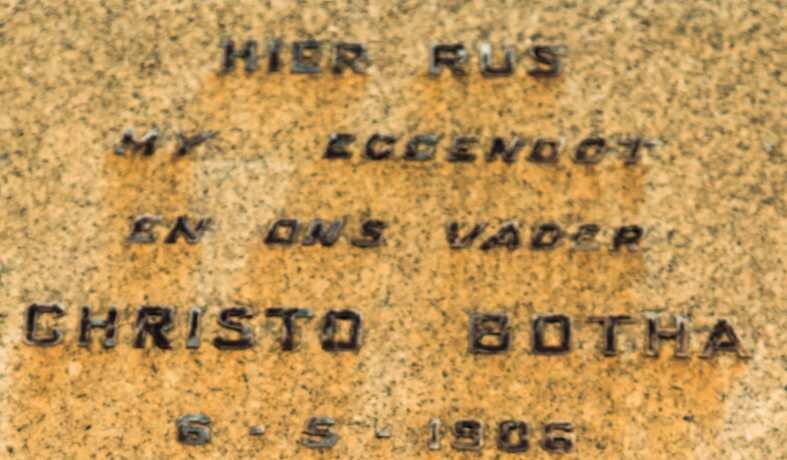 HIER RUS
MY EGGENOOT
EN ONS VADER
CHRISTO BOTHA
6-5-1906